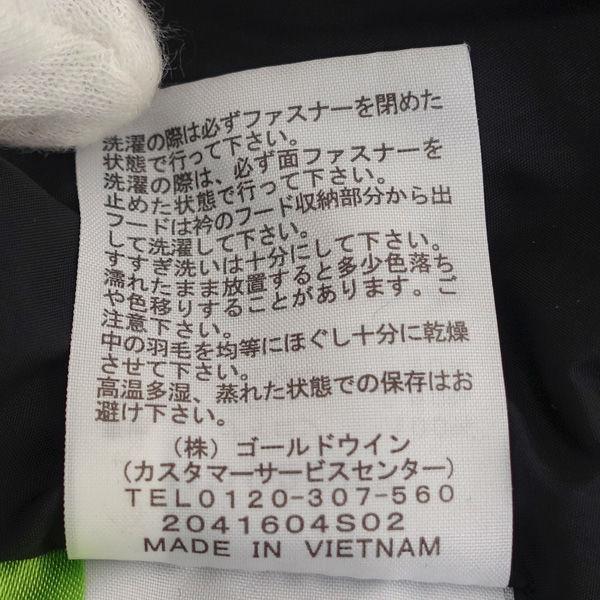 洗濯の際は必ずファスナーを閉めた
状態で行って下さい。
洗濯の際は、必ず面ファスナーを
止めた状態で行って下さい。
フードは衿のフード収納部分から出
して洗濯して下さい。
すすぎ洗いは十分にして下さい。
濡れたまま放置すると多少色落ち
や色移りすることがあります。ご
注意下さい。
中の羽毛を均等にほぐし十分に乾燥
させて下さい。
高温多湿、蒸れた状態での保存はお
避け下さい。
(株)ゴールドウイン
(カスタマーサービスセンター)
TEL0120-307-560
2041604S02
MADE IN VIETNAM